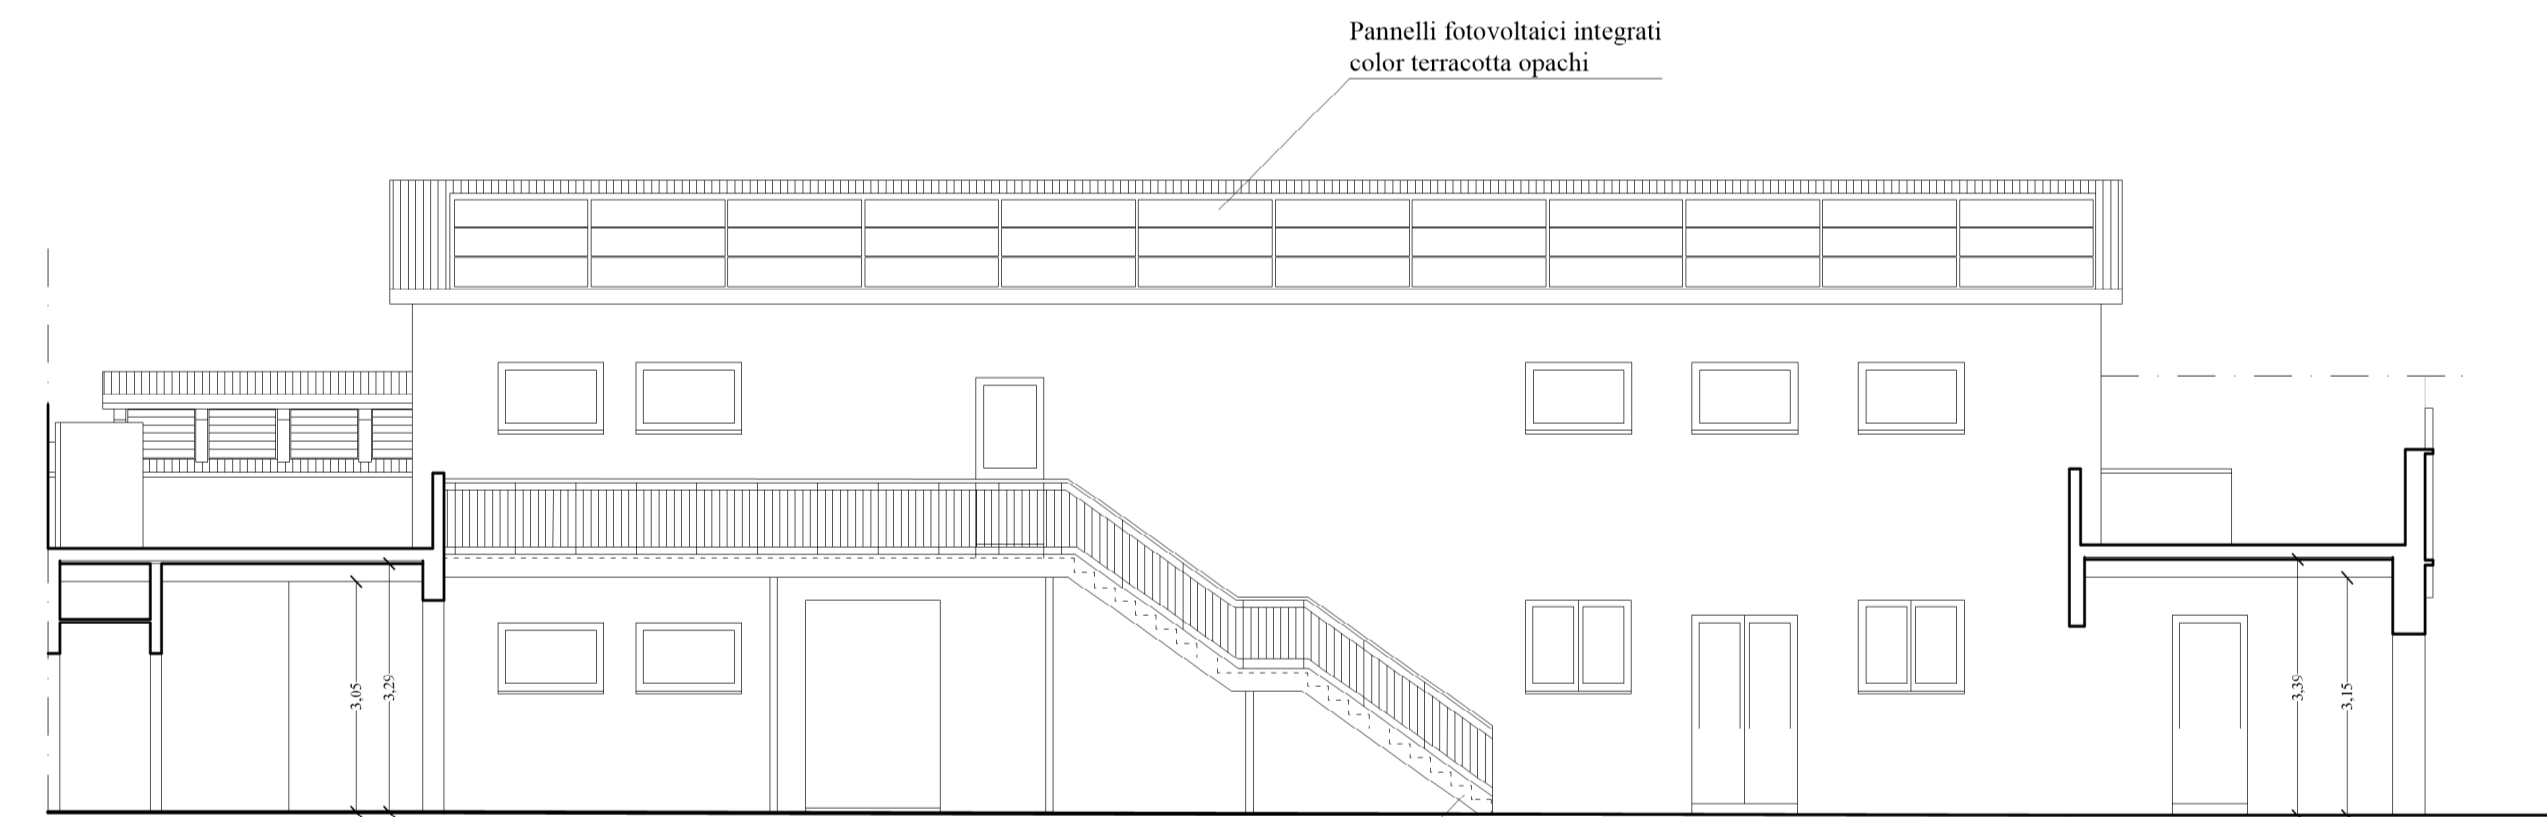 Pannelli fotovoltaici integrati
color terracotta opachi
3,05
3,29
3,39
3,15